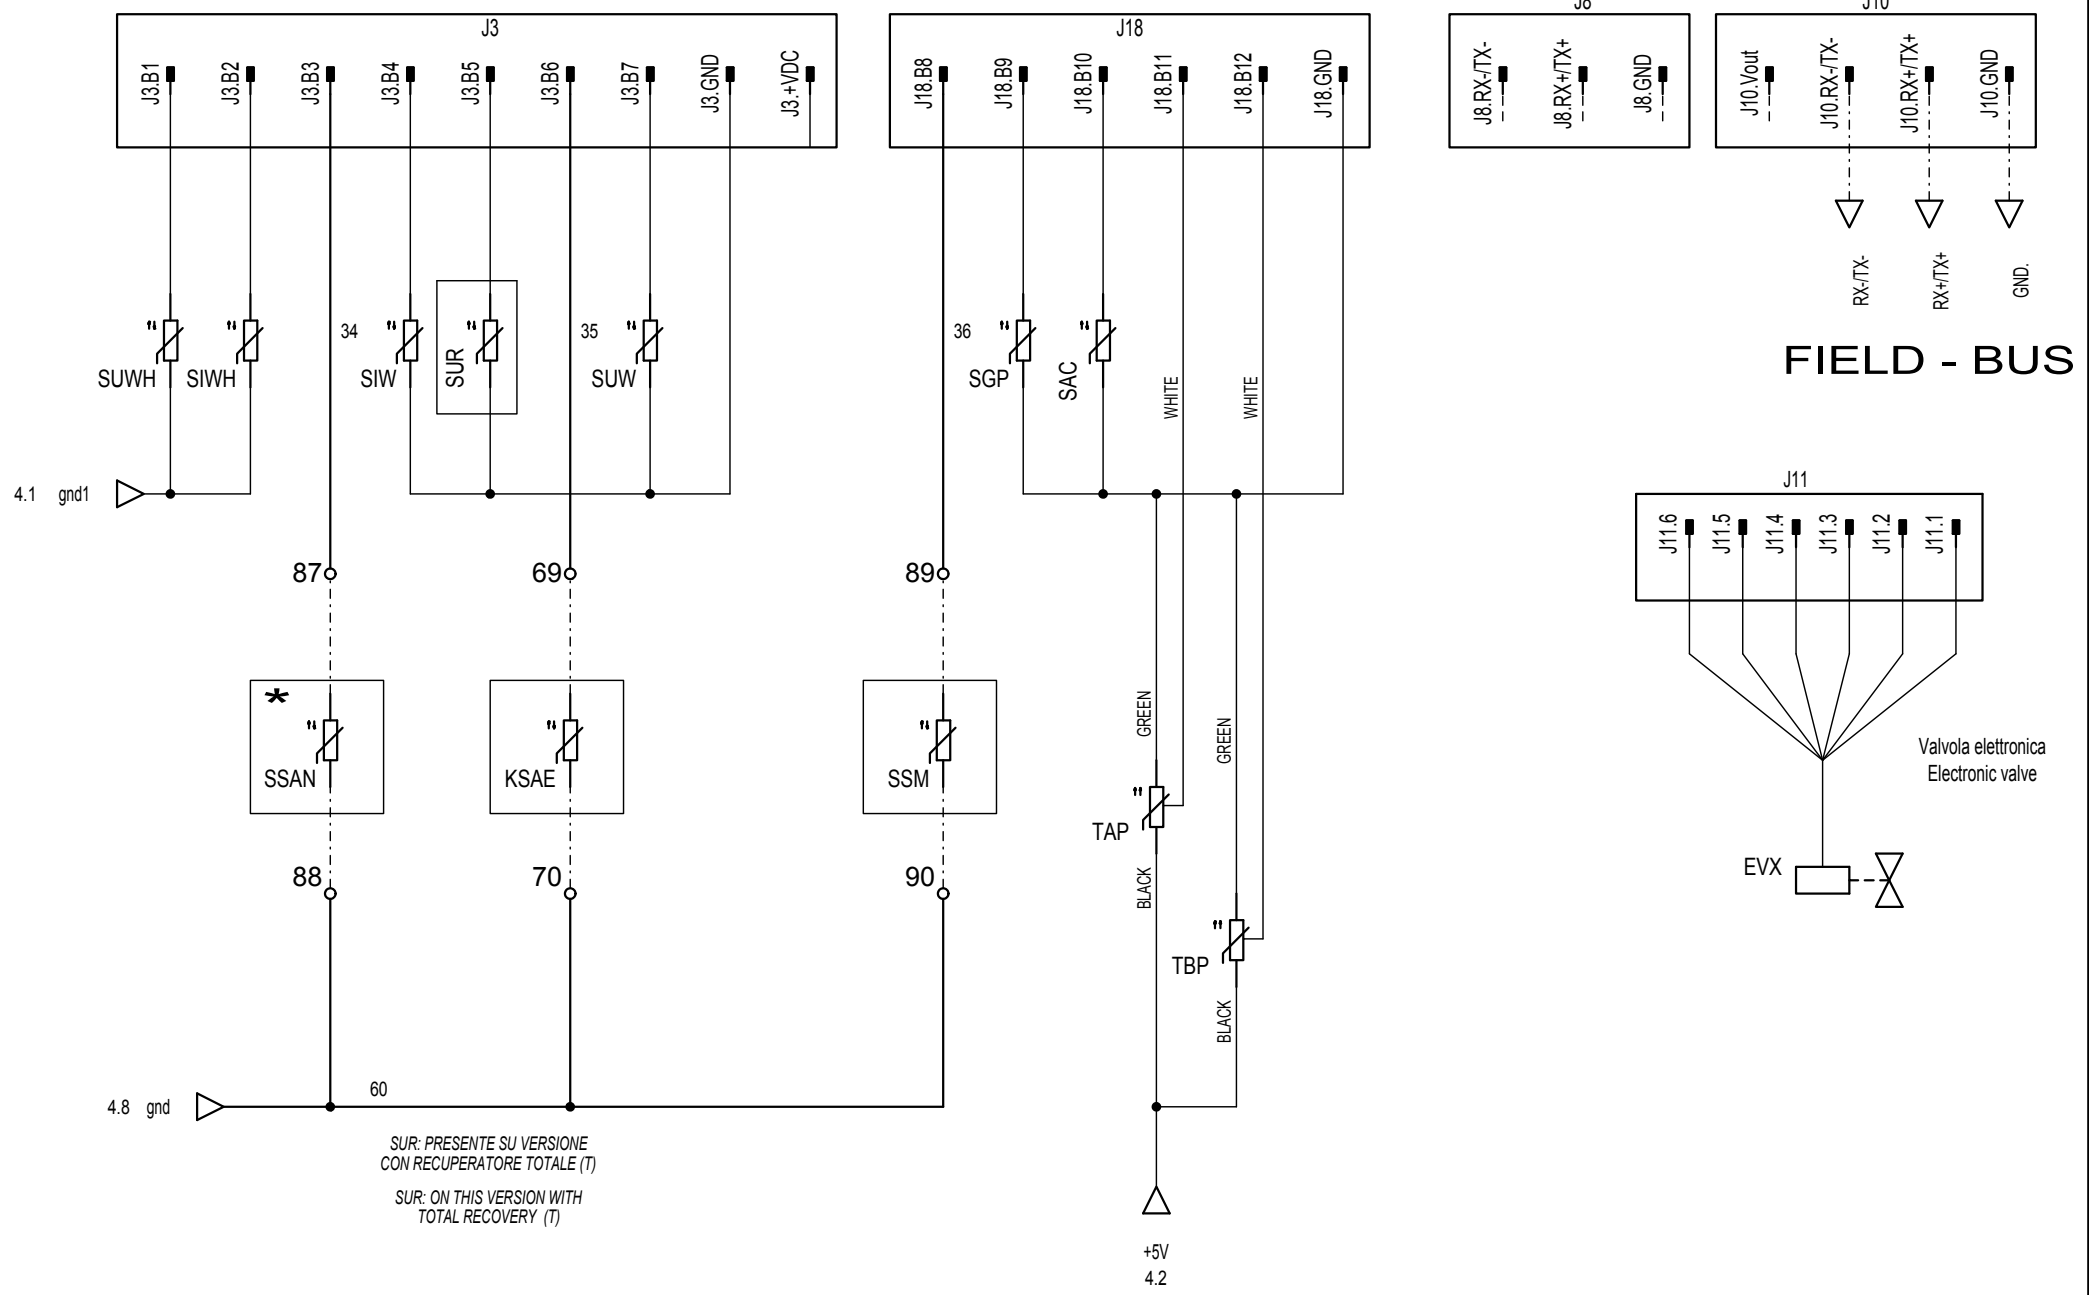 J3
J18
J8
J10
J3.B1
J3.B2
J3.B3
J3.B4
J3.B5
J3.B6
J3.B7
J3.GND
J3.+VDC
J18.B8
J18.B9
J18.B10
J18.B11
J18.B12
J18.GND
J8.RX-/TX-
J8.RX+/TX+
J8.GND
J10.Vout
J10.RX-/TX-
J10.RX+/TX+
J10.GND
RX-/TX-
RX+/TX+
GND.
FIELD - BUS
SUWH
SIWH
34
SIW
SUR
35
SUW
36
SGP
SAC
WHITE
WHITE
4.1 gnd1
J11
J11.6
J11.5
J11.4
J11.3
J11.2
J11.1
87
69
89
*
SSAN
KSAE
SSM
GREEN
GREEN
Valvola elettronica
Electronic valve
TAP
EVX
88
70
90
BLACK
TBP
BLACK
60
4.8 gnd
SUR: PRESENTE SU VERSIONE
CON RECUPERATORE TOTALE (T)
SUR: ON THIS VERSION WITH
TOTAL RECOVERY (T)
+5V
4.2